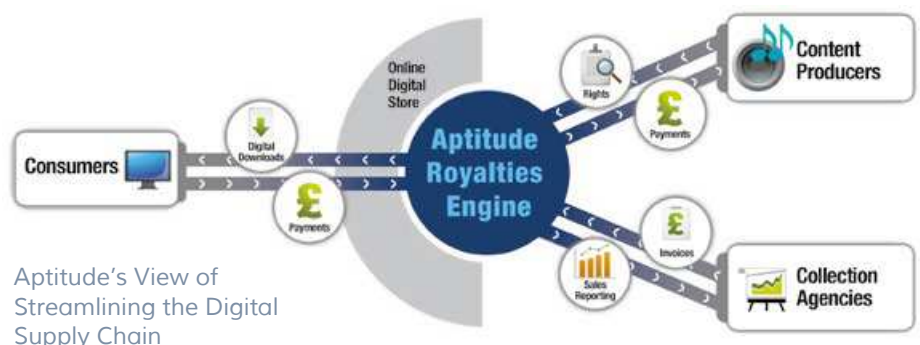 Online
Digital
Store
Rights
Content
Producers
£
Payments
Digital
Downloads
Consumers
Aptitude
Royalties
Engine
£
Payments
£
Invoices
Sales
Reporting
Collection
Agencies
Aptitude's View of
Streamlining the Digital
Supply Chain